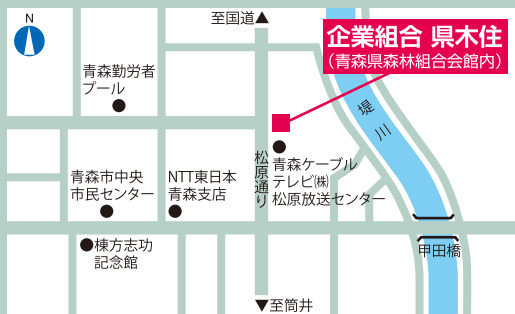 N
至国道▲
企業組合 県木住
（青森県森林組合会館内）
青森勤労者
プール
堤川
青森ケーブル
テレビ㈱
松原放送センター
松原通り
青森市中央
市民センター
NTT東日本
青森支店
棟方志功
記念館
甲田橋
▼至筒井